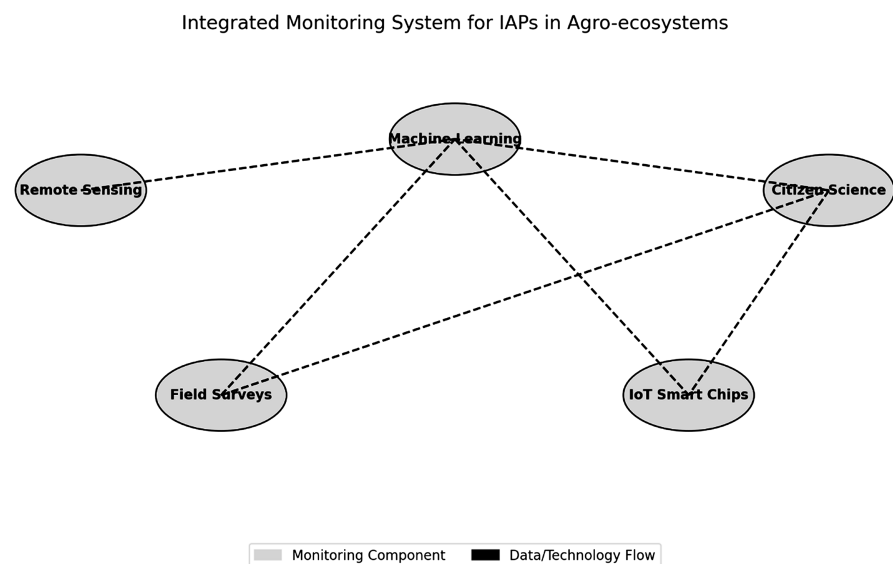 Integrated Monitoring System for IAPs in Agro-ecosystems
Machine Learning
Remote Sensing
Citizen Science
Field Surveys
IoT Smart Chips
Monitoring Component
Data/Technology Flow